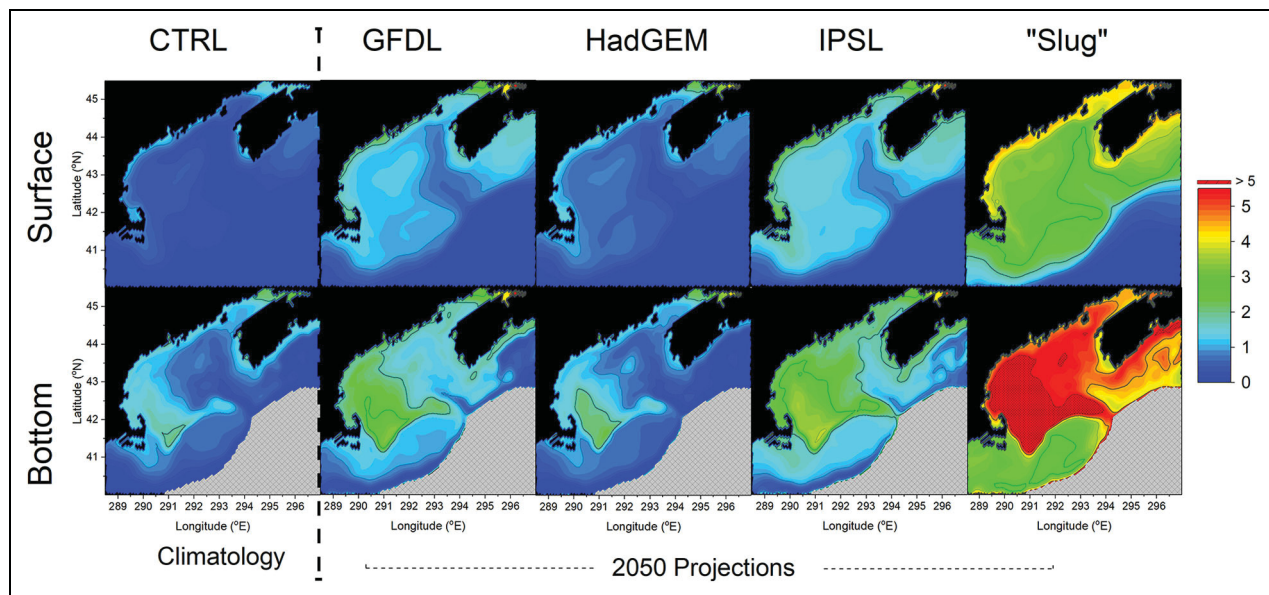 CTRL GFDL HadGEM IPSL "Slug"
Surface
Latitude (°N)
45
44
43
42
41
Bottom
Latitude (°N)
45
44
43
42
41
> 5
5
4
3
2
1
0
289 290 291 292 293 294 295 296 289 290 291 292 293 294 295 296 289 290 291 292 293 294 295 296 289 290 291 292 293 294 295 296 289 290 291 292 293 294 295 296
Longitude (°E) Longitude (°E) Longitude (°E) Longitude (°E) Longitude (°E)
Climatology
2050 Projections